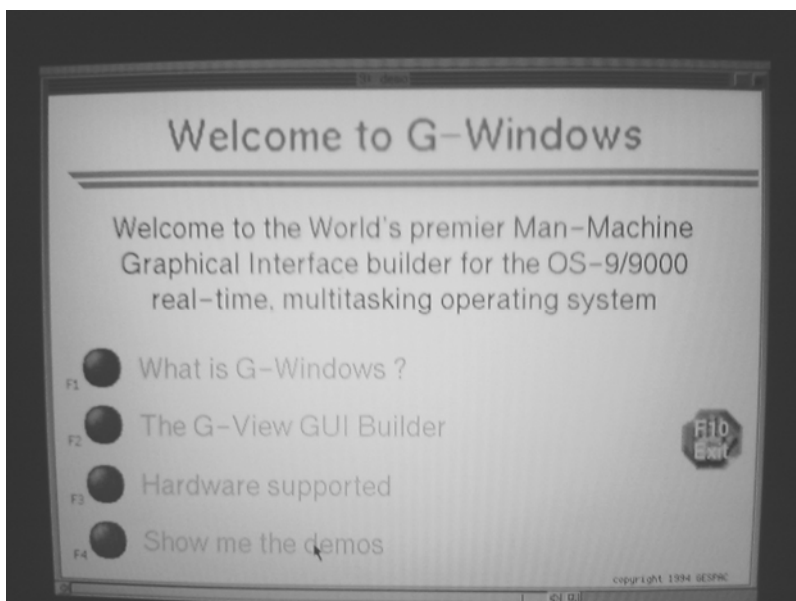 Welcome to G-Windows
Welcome to the World's premier Man-Machine
Graphical Interface builder for the OS-9/9000
real-time, multitasking operating system
F1 What is G-Windows ?
F2 The G-View GUI Builder
F10
Exit
F3 Hardware supported
F4 Show me the demos
copyright 1994 GESPAC